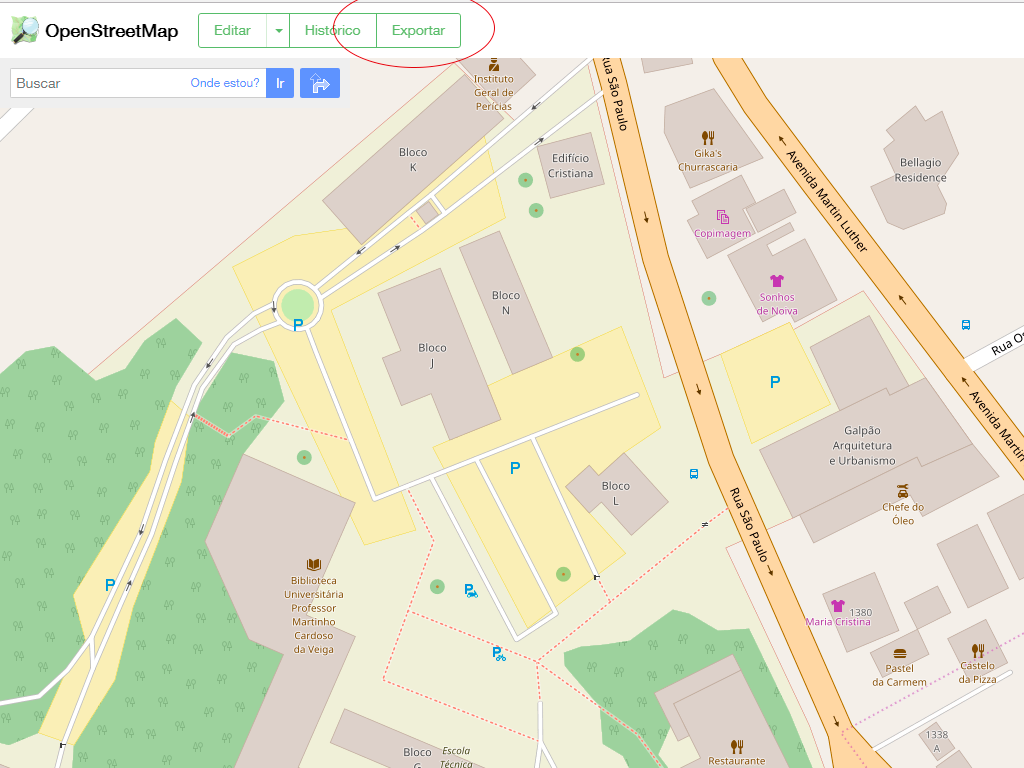 OpenStreetMap
Editar
Histórico
Exportar
Buscar
Onde estou?
Ir
Instituto
Geral de
Perícias
Rua São Paulo
Bloco
K
Edifício
Cristiana
Gika's
Churrascaria
Avenida Martin Luther
Bellagio
Residence
Copimagem
Sonhos
de Noiva
Bloco
N
P
Bloco
J
Rua Os
P
Avenida Martin
Galpão
Arquitetura
e Urbanismo
P
Bloco
L
Rua São Paulo
Chefe do
Óleo
P
Biblioteca
Universitária
Professor
Martinho
Cardoso
da Veiga
P
P
1380
Maria Cristina
Pastel
da Carmem
Castelo
da Pizza
1338
A
Bloco
G
Escola
Técnica
Restaurante